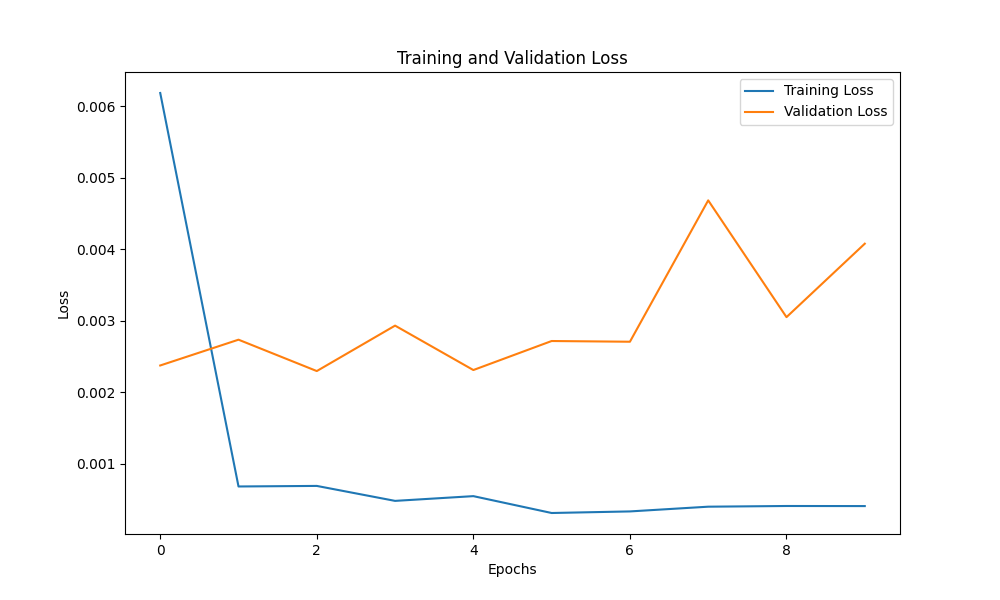 Training and Validation Loss
Training Loss
Validation Loss
0.006
0.005
0.004
0.003
0.002
0.001
Loss
0 2 4 6 8
Epochs